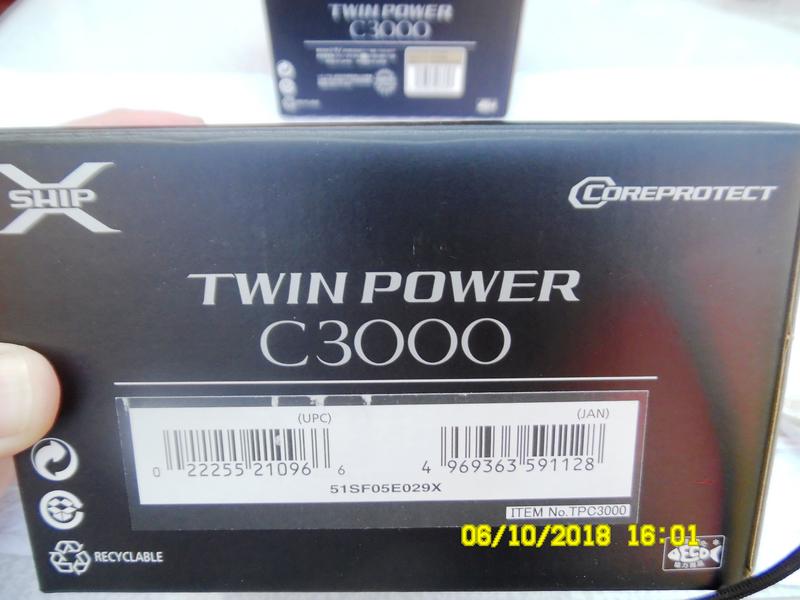 TWIN POWER
C3000
X
SHIP
COREPROTECT
TWIN POWER
C3000
(UPC)
(JAN)
0 22255 21096 6
4 969363 591128
51SF05E029X
ITEM No.TPC3000
06/10/2018 16:01
RECYCLABLE
ECO